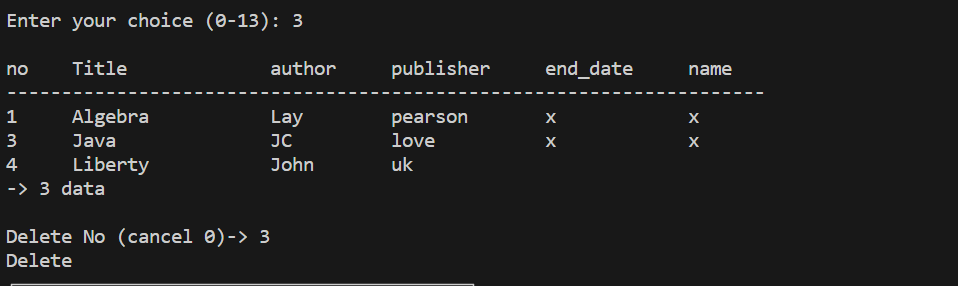 Enter your choice (0-13): 3
no Title author publisher end_date name
---------------------------------------------------------------------
1 Algebra Lay pearson x x
3 Java JC love x x
4 Liberty John uk
-> 3 data
Delete No (cancel 0)-> 3
Delete